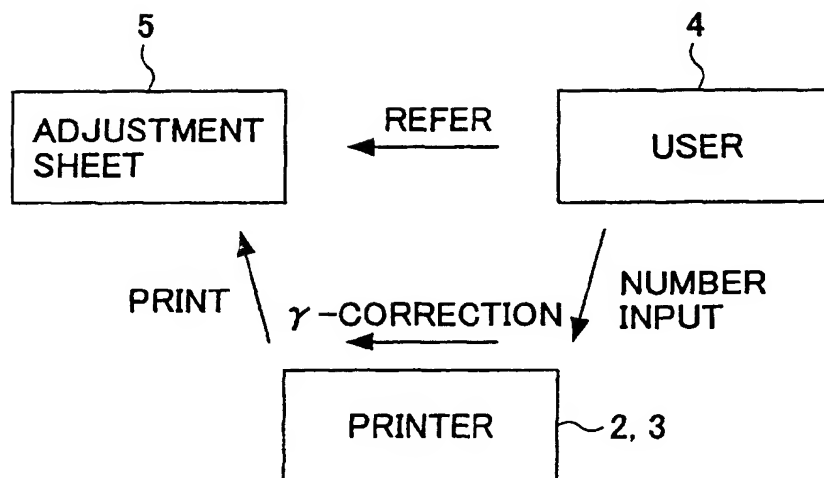 5
4
ADJUSTMENT
SHEET
REFER
USER
PRINT
γ-CORRECTION
NUMBER
INPUT
PRINTER
2, 3